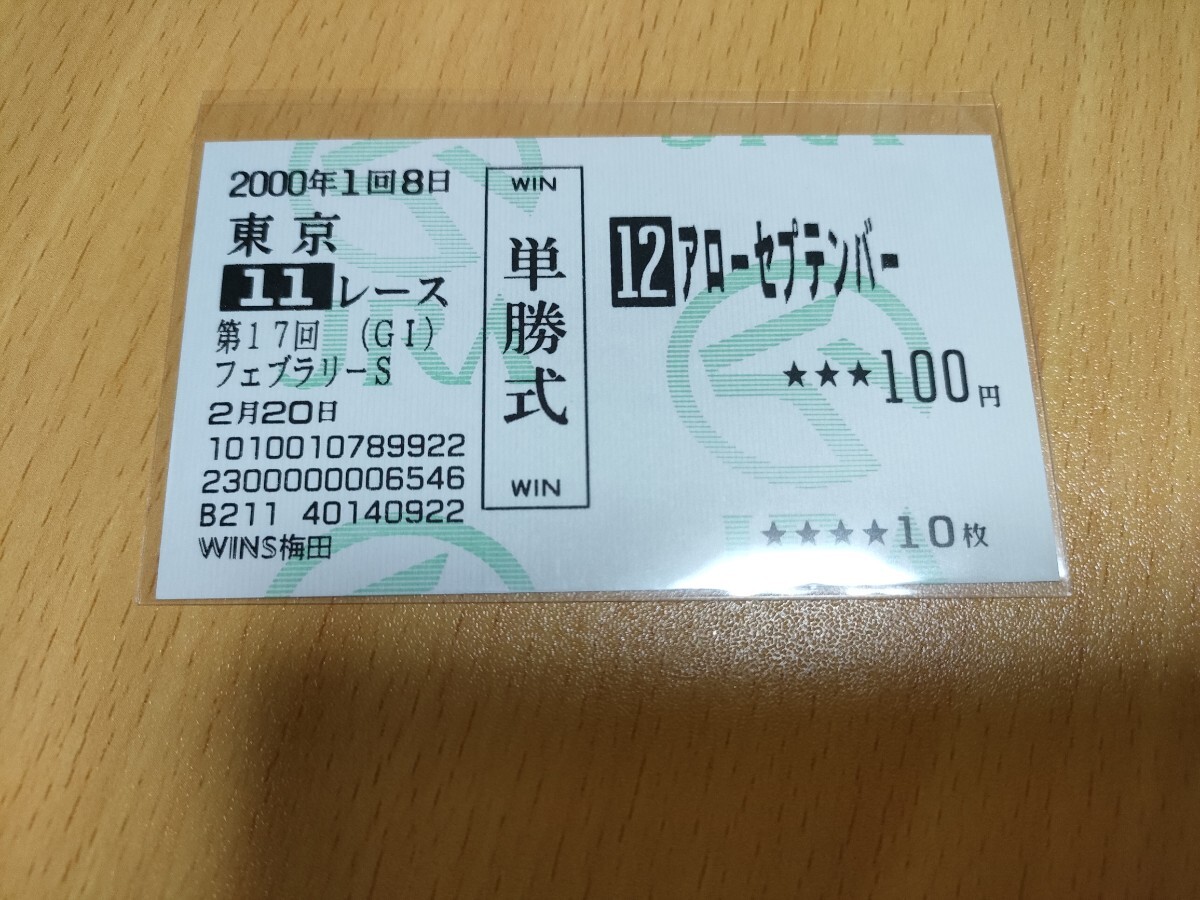 2000年1回8日
東京
11レース
第17回 (GI)
フェブラリーS
2月20日
1010010789922
2300000006546
B211 40140922
WINS梅田
WIN
単勝式
WIN
12アローセプテンバー
★★★100円
★★★★10枚
JRA